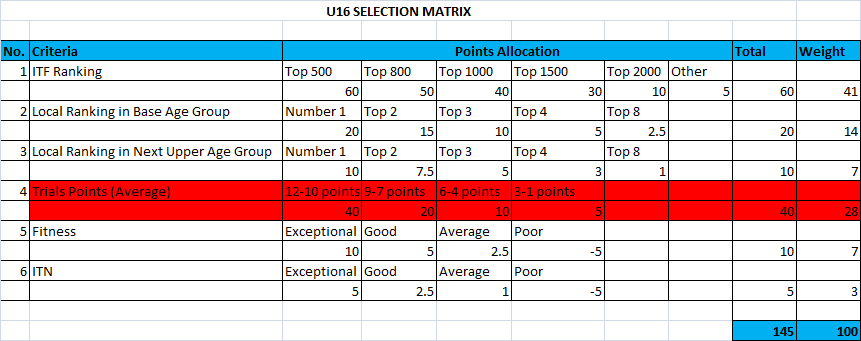 U16 SELECTION MATRIX
No. Criteria Points Allocation Total Weight
1 ITF Ranking Top 500 Top 800 Top 1000 Top 1500 Top 2000 Other
60 50 40 30 10 5 60 41
2 Local Ranking in Base Age Group Number 1 Top 2 Top 3 Top 4 Top 8
20 15 10 5 2.5 20 14
3 Local Ranking in Next Upper Age Group Number 1 Top 2 Top 3 Top 4 Top 8
10 7.5 5 3 1 10 7
4 Trials Points (Average) 12-10 points 9-7 points 6-4 points 3-1 points
40 20 10 5 40 28
5 Fitness Exceptional Good Average Poor
10 5 2.5 -5 10 7
6 ITN Exceptional Good Average Poor
5 2.5 1 -5 5 3
145 100